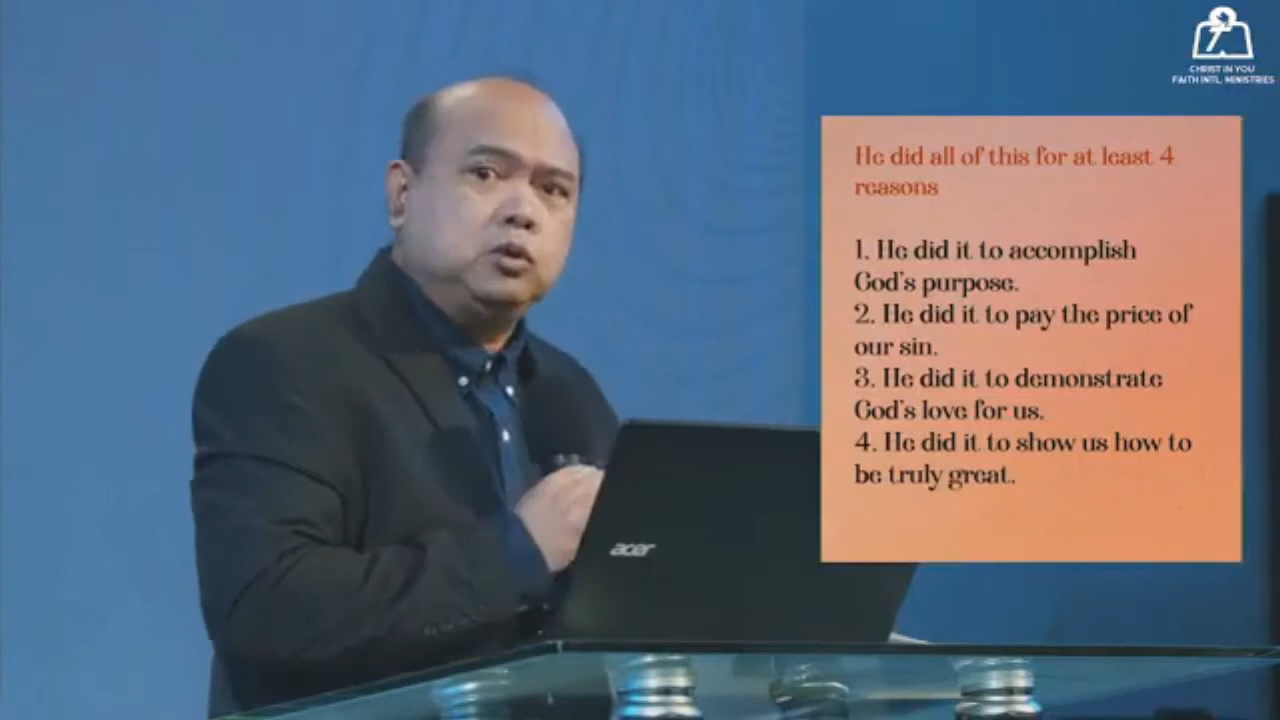 CHRIST IN YOU
FAITH INTL. MINISTRIES
He did all of this for at least 4
reasons
1. He did it to accomplish
God's purpose.
2. He did it to pay the price of
our sin.
3. He did it to demonstrate
God's love for us.
4. He did it to show us how to
be truly great.
acer